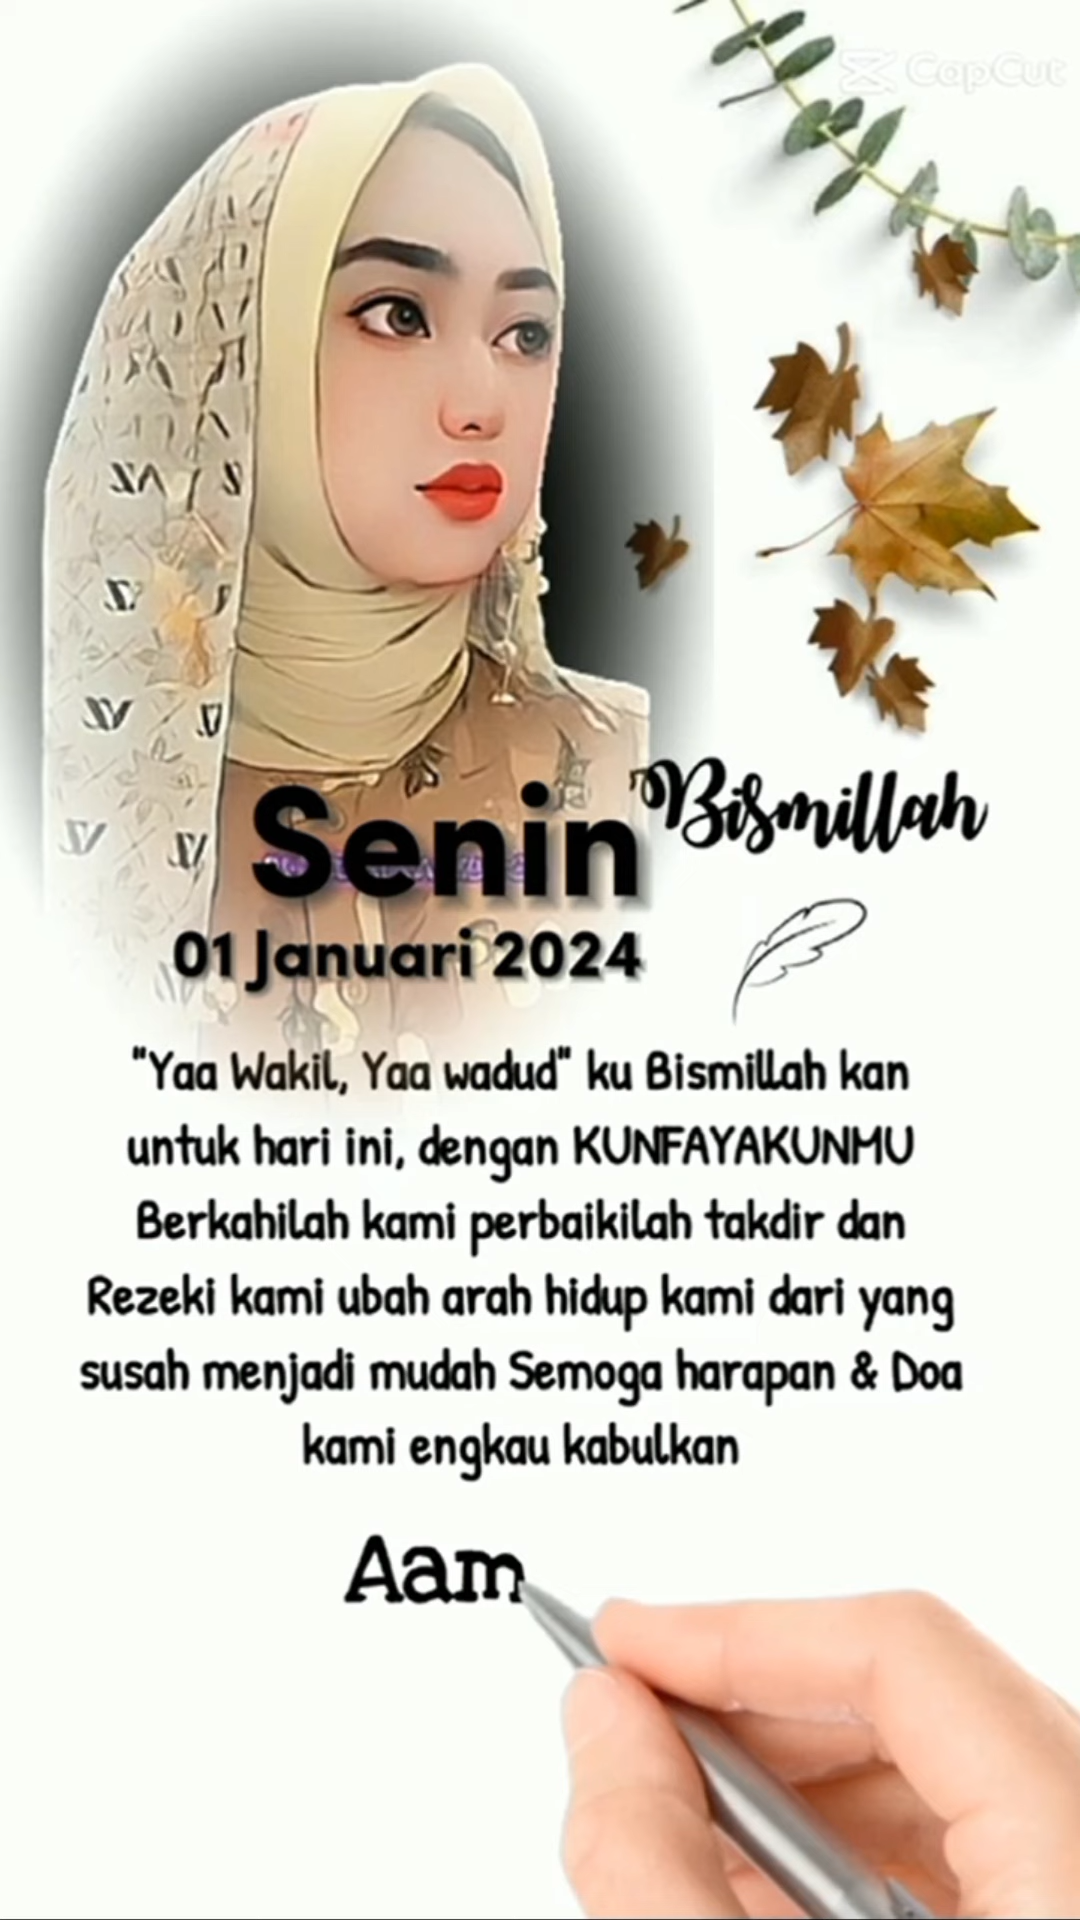 CapCut
Senin
Bismillah
01 Januari 2024
"Yaa Wakil, Yaa wadud" ku Bismillah kan
untuk hari ini, dengan KUNFAYAKUNMU
Berkahilah kami perbaikilah takdir dan
Rezeki kami ubah arah hidup kami dari yang
susah menjadi mudah Semoga harapan & Doa
kami engkau kabulkan
Aam